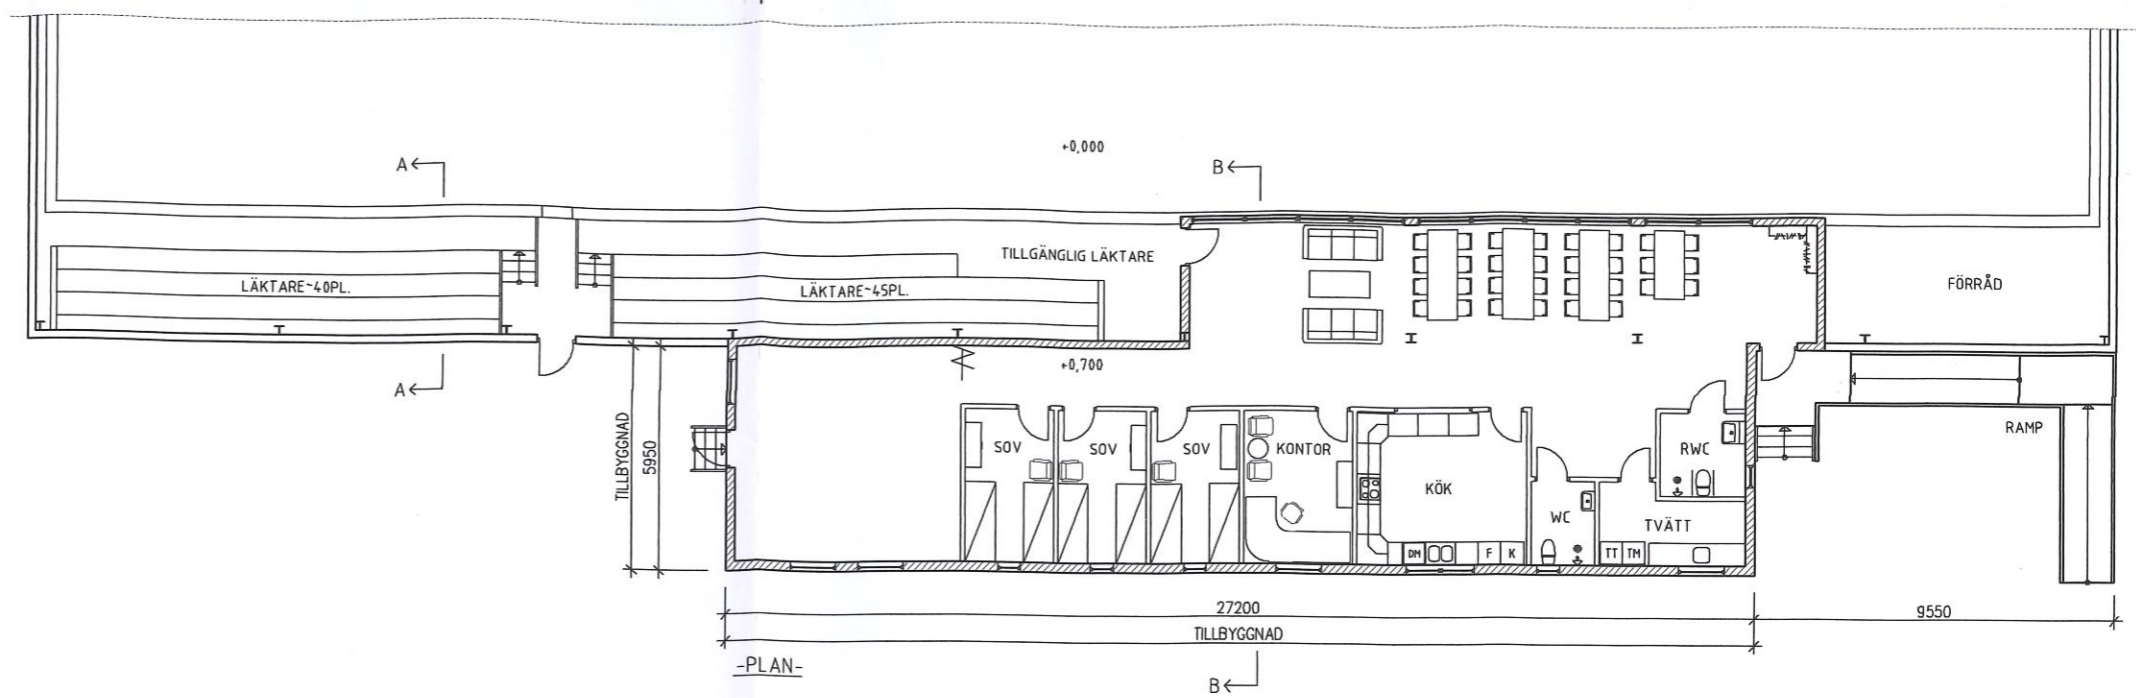 +0,000
A
B
TILLGÄNGLIG LÄKTARE
LÄKTARE~40PL.
LÄKTARE~45PL.
FÖRRÅD
+0,700
A
TILLBYGGNAD
5950
SOV
SOV
SOV
KONTOR
KÖK
RWC
RAMP
WC
TVÄTT
DM
F
K
TT
TM
27200
9550
TILLBYGGNAD
-PLAN-
B